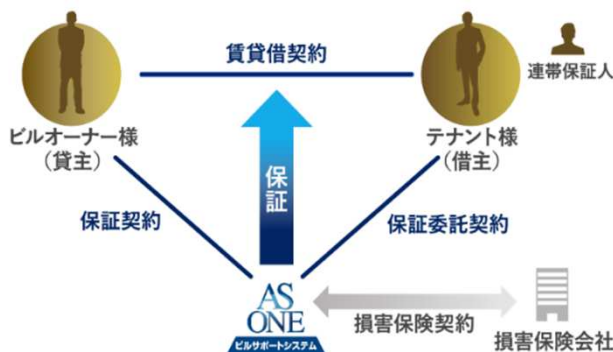 賃貸借契約
連帯保証人
ビルオーナー様
(貸主)
テナント様
(借主)
保証
保証契約
保証委託契約
AS
ONE
ビルサポートシステム
損害保険契約
損害保険会社